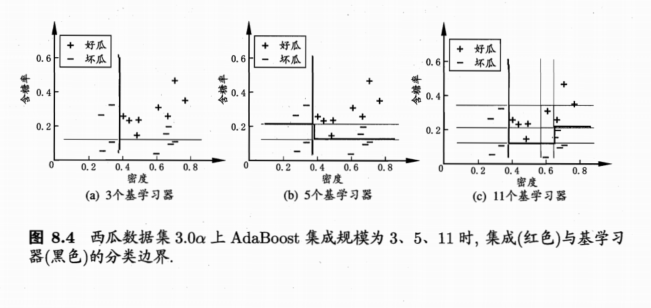 + 好瓜
− 坏瓜
含糖率
0.6
0.4
0.2
0
0.2
0.4
0.6
0.8
密度
(a) 3个基学习器
+ 好瓜
− 坏瓜
含糖率
0.6
0.4
0.2
0
0.2
0.4
0.6
0.8
密度
(b) 5个基学习器
+ 好瓜
− 坏瓜
含糖率
0.6
0.4
0.2
0
0.2
0.4
0.6
0.8
密度
(c) 11个基学习器
图 8.4 西瓜数据集 3.0α 上 AdaBoost 集成规模为 3、5、11 时, 集成(红色)与基学习
器(黑色)的分类边界.